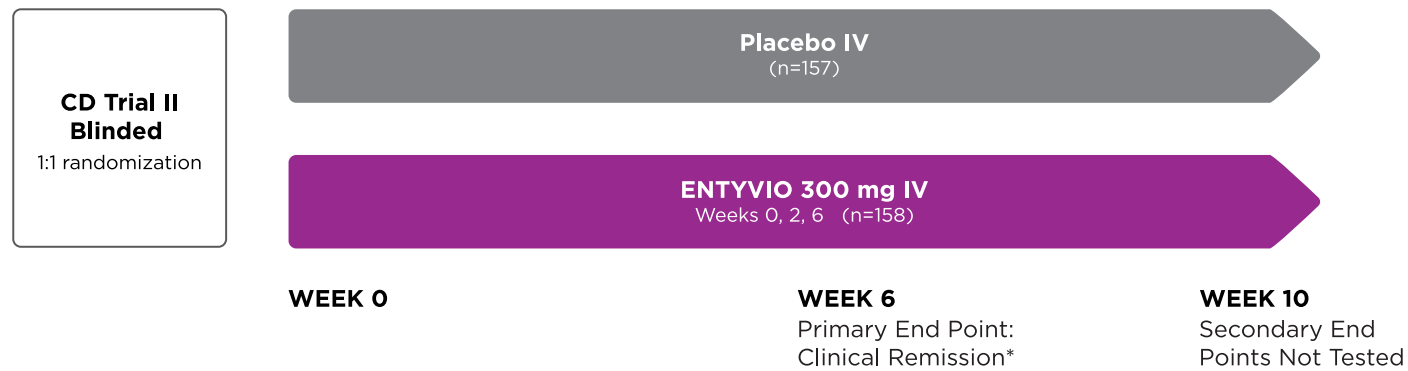 CD Trial II
Blinded
1:1 randomization
Placebo IV
(n=157)
ENTYVIO 300 mg IV
Weeks 0, 2, 6 (n=158)
WEEK 0
WEEK 6
Primary End Point:
Clinical Remission*
WEEK 10
Secondary End
Points Not Tested